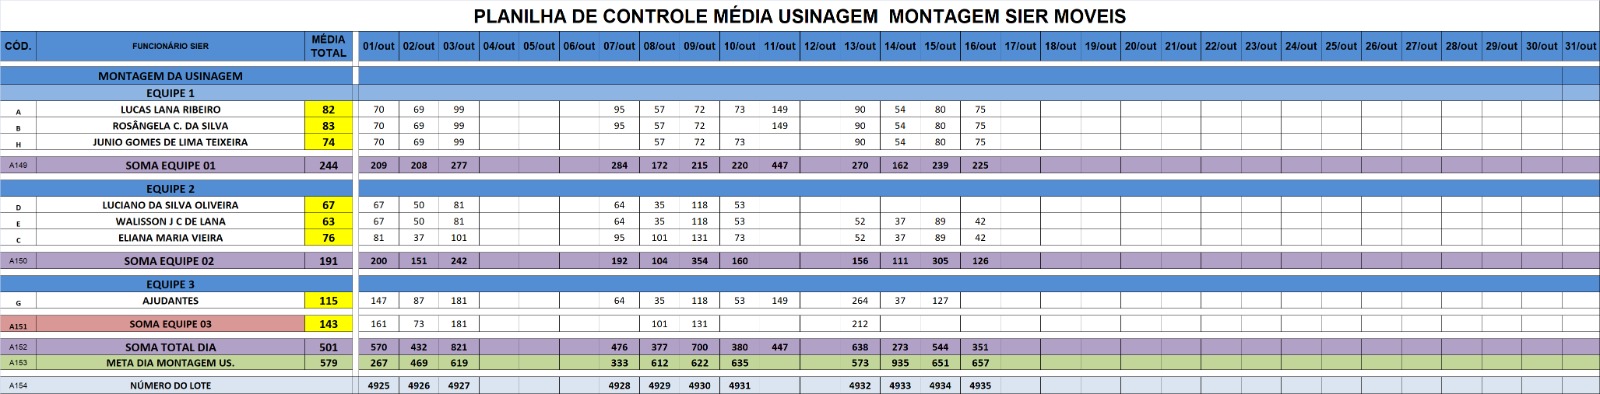 PLANILHA DE CONTROLE MÉDIA USINAGEM MONTAGEM SIER MOVEIS
CÓD. FUNCIONÁRIO SIER MÉDIA TOTAL 01/out 02/out 03/out 04/out 05/out 06/out 07/out 08/out 09/out 10/out 11/out 12/out 13/out 14/out 15/out 16/out 17/out 18/out 19/out 20/out 21/out 22/out 23/out 24/out 25/out 26/out 27/out 28/out 29/out 30/out 31/out
MONTAGEM DA USINAGEM
EQUIPE 1
A LUCAS LANA RIBEIRO 82 70 69 99 95 57 72 73 149 90 54 80 75
B ROSÂNGELA C. DA SILVA 83 70 69 99 95 57 72 149 90 54 80 75
H JUNIO GOMES DE LIMA TEIXEIRA 74 70 69 99 57 72 73 90 54 80 75
A149 SOMA EQUIPE 01 244 209 208 277 284 172 215 220 447 270 162 239 225
EQUIPE 2
D LUCIANO DA SILVA OLIVEIRA 67 67 50 81 64 35 118 53
E WALISSON J C DE LANA 63 67 50 81 64 35 118 53 52 37 89 42
C ELIANA MARIA VIEIRA 76 81 37 101 95 101 131 73 52 37 89 42
A150 SOMA EQUIPE 02 191 200 151 242 192 104 354 160 156 111 305 126
EQUIPE 3
G AJUDANTES 115 147 87 181 64 35 118 53 149 264 37 127
A151 SOMA EQUIPE 03 143 161 73 181 101 131 212
A152 SOMA TOTAL DIA 501 570 432 821 476 377 700 380 447 638 273 544 351
A153 META DIA MONTAGEM US. 579 267 469 619 333 612 622 635 573 935 651 657
A154 NÚMERO DO LOTE 4925 4926 4927 4928 4929 4930 4931 4932 4933 4934 4935